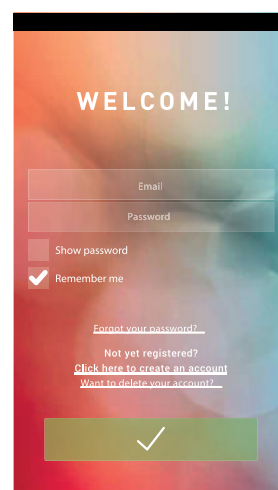 WELCOME!
Email
Password
Show password
Remember me
Forgot your password?
Not yet registered?
Click here to create an account
Want to delete your account?